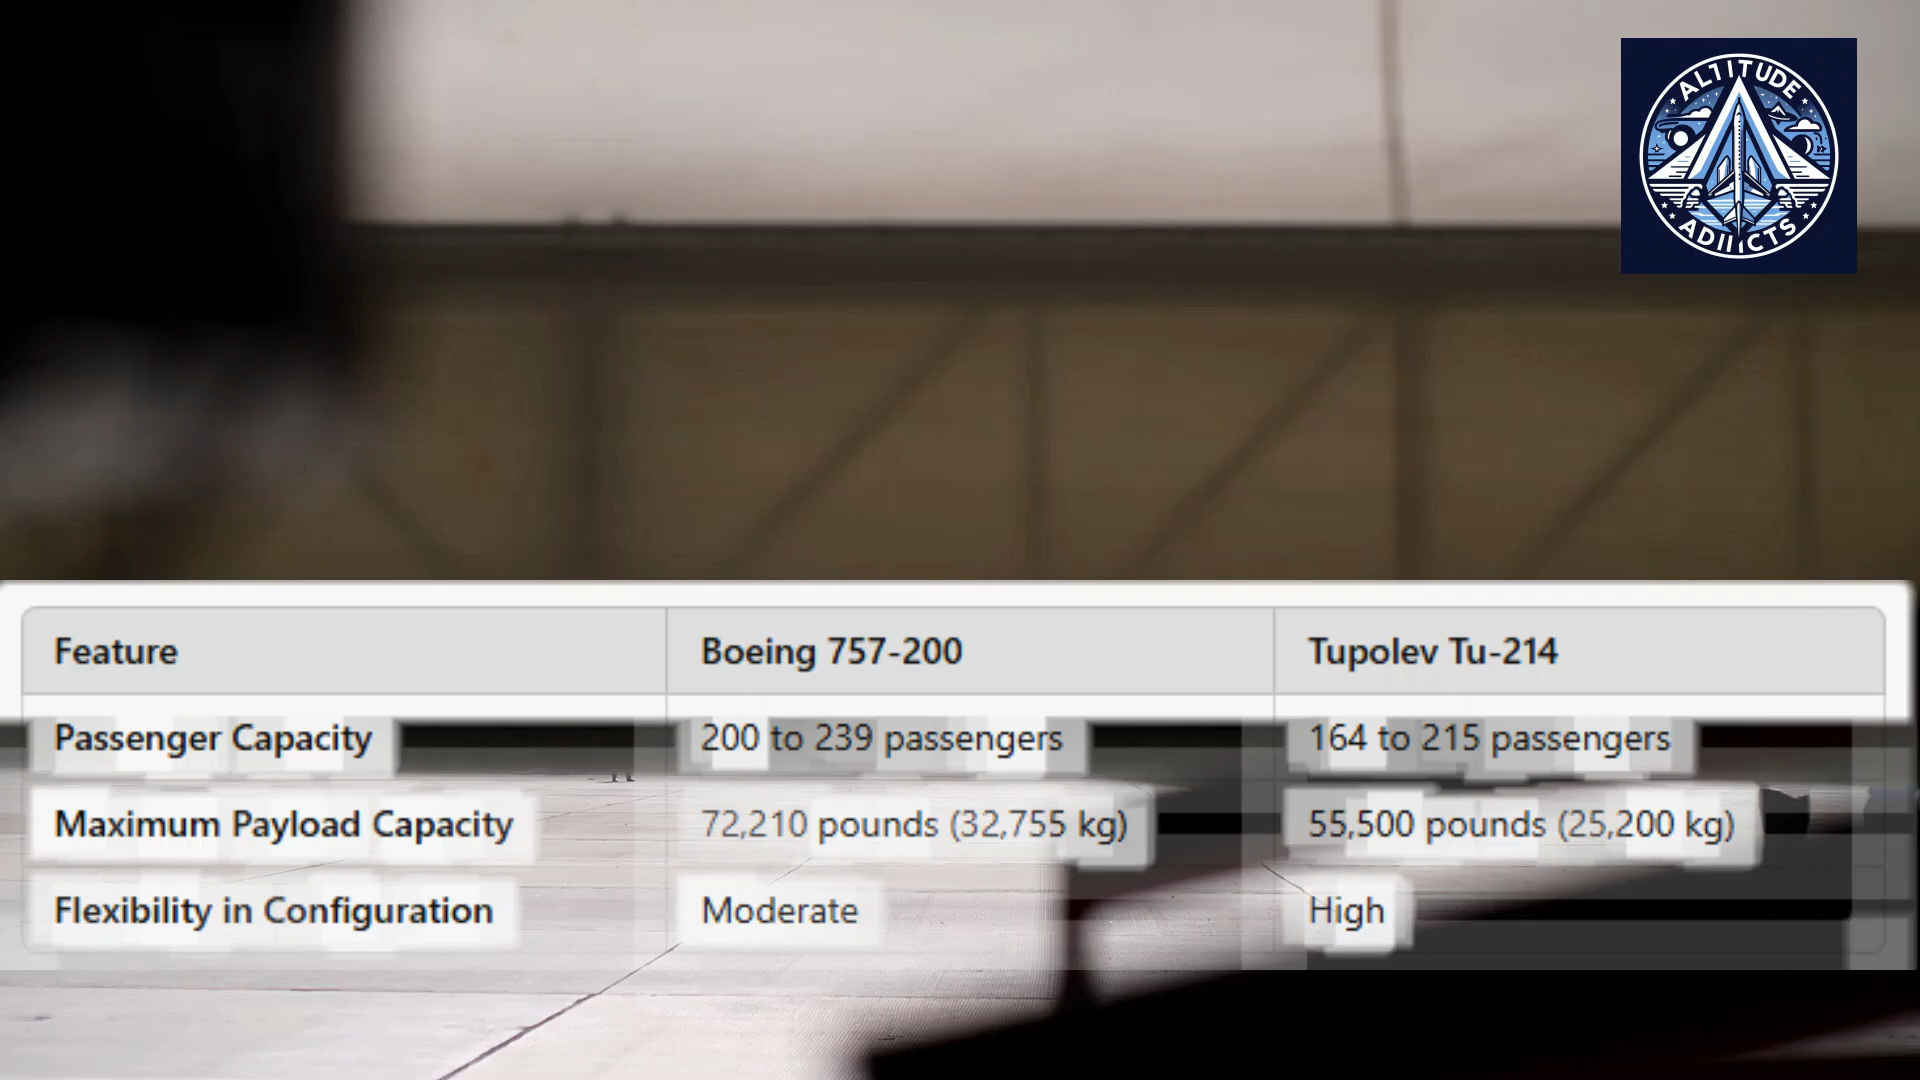 ALTITUDE
ADIIICTS
Feature Boeing 757-200 Tupolev Tu-214
Passenger Capacity 200 to 239 passengers 164 to 215 passengers
Maximum Payload Capacity 72,210 pounds (32,755 kg) 55,500 pounds (25,200 kg)
Flexibility in Configuration Moderate High